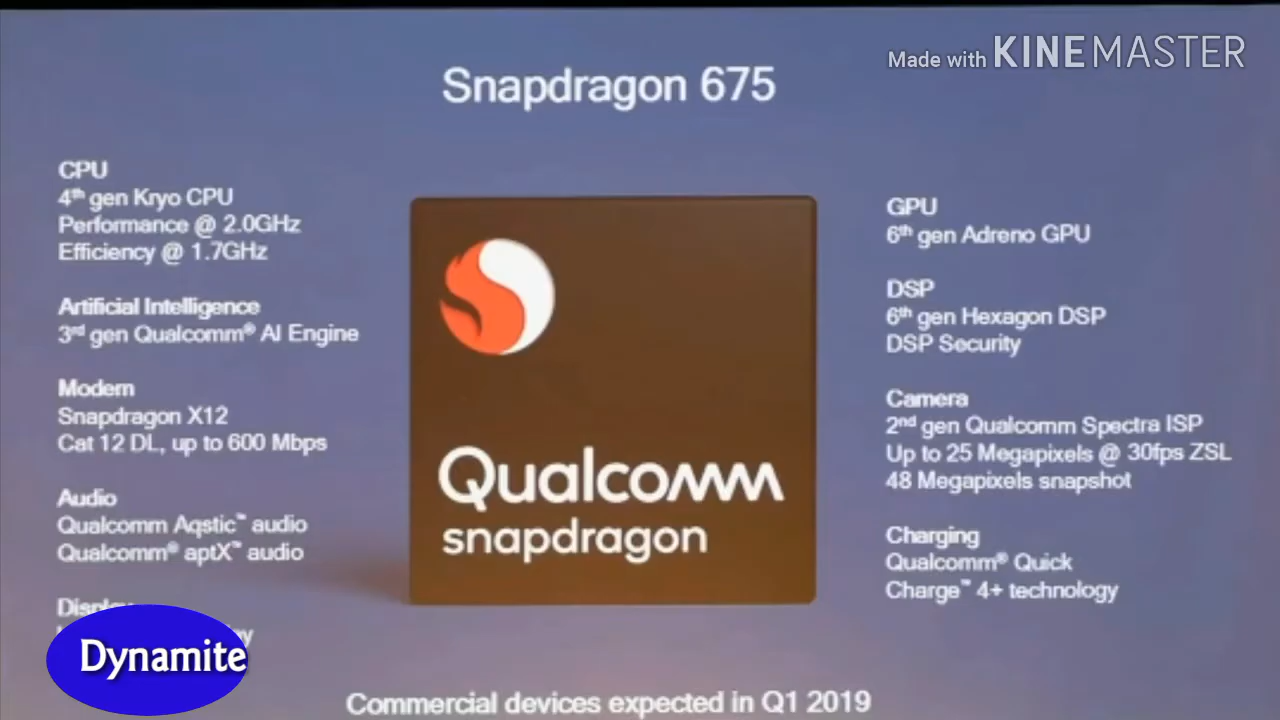 Made with KINEMASTER
Snapdragon 675
CPU
4th gen Kryo CPU
Performance @ 2.0GHz
Efficiency @ 1.7GHz
Artificial Intelligence
3rd gen Qualcomm® AI Engine
Modem
Snapdragon X12
Cat 12 DL, up to 600 Mbps
Audio
Qualcomm Aqstic™ audio
Qualcomm® aptX™ audio
Display
Dynamite
Qualcomm
snapdragon
GPU
6th gen Adreno GPU
DSP
6th gen Hexagon DSP
DSP Security
Camera
2nd gen Qualcomm Spectra ISP
Up to 25 Megapixels @ 30fps ZSL
48 Megapixels snapshot
Charging
Qualcomm® Quick
Charge™ 4+ technology
Commercial devices expected in Q1 2019